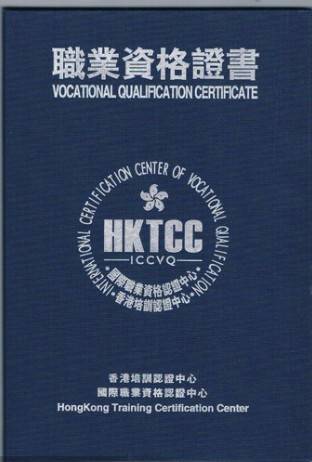 職業資格證書
VOCATIONAL QUALIFICATION CERTIFICATE
INTERNATIONAL CERTIFICATION CENTER OF VOCATIONAL QUALIFICATION
HKTCC
ICCVQ
國際職業資格認證中心
香港培訓認證中心
香港培訓認證中心
國際職業資格認證中心
HongKong Training Certification Center